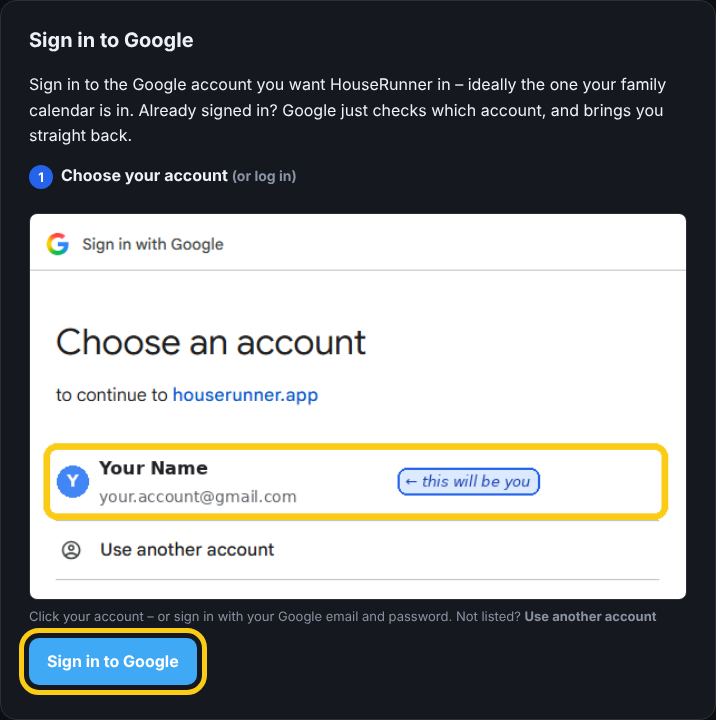 Sign in to Google
Sign in to the Google account you want HouseRunner in – ideally the one your family
calendar is in. Already signed in? Google just checks which account, and brings you
straight back.
1 Choose your account (or log in)
Sign in with Google
Choose an account
to continue to houserunner.app
Y
Your Name
your.account@gmail.com
← this will be you
Use another account
Click your account – or sign in with your Google email and password. Not listed? Use another account
Sign in to Google